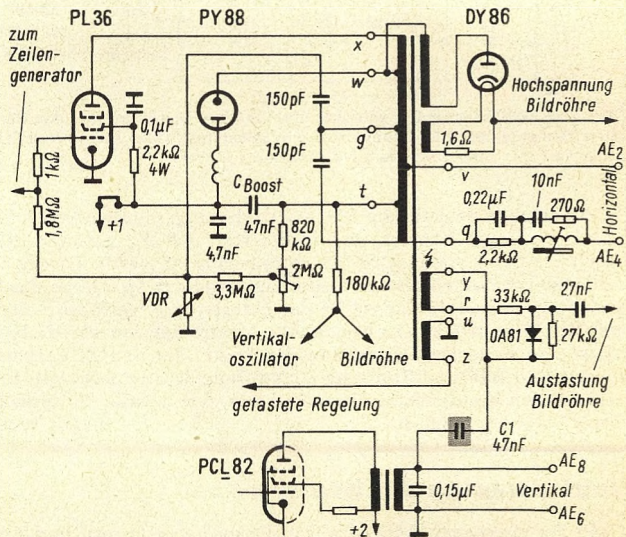 PL36
PY88
DY86
zum
Zeilen-
generator
x
w
g
t
v
q
y
r
u
z
0,1µF
2,2kΩ
4W
1kΩ
1,8MΩ
+1
150pF
150pF
C Boost
47nF
4,7nF
820
kΩ
2MΩ
3,3MΩ
VDR
180kΩ
1,6Ω
Hochspannung
Bildröhre
AE2
Horizontal
AE4
0,22µF
10nF
270Ω
2,2kΩ
33kΩ
27nF
0A81
27kΩ
Austastung
Bildröhre
Vertikal-
oszillator
Bildröhre
getastete Regelung
C1
47nF
PCL82
+2
0,15µF
AE8
Vertikal
AE6